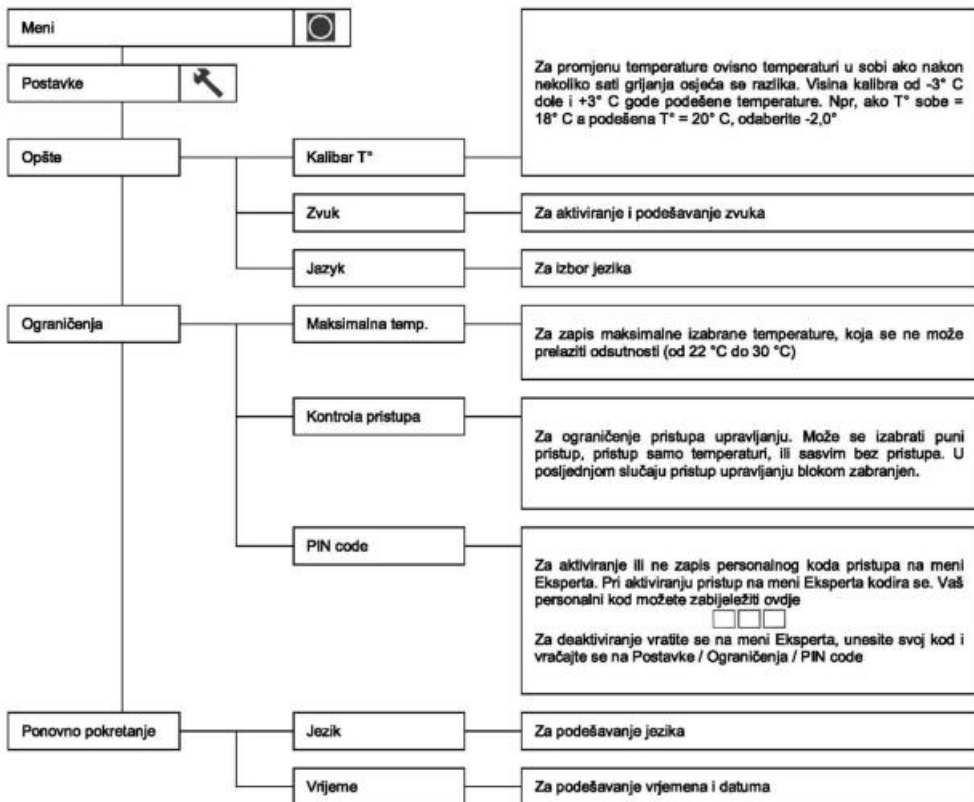 Meni
Postavke
Opšte
Kalibar T°
Za promjenu temperature ovisno temperaturi u sobi ako nakon
nekoliko sati grijanja osjeća se razlika. Visina kalibra od -3° C
dole i +3° C gode podešene temperature. Npr, ako T° sobe =
18° C a podešena T° = 20° C, odaberite -2,0°
Zvuk
Za aktiviranje i podešavanje zvuka
Jazyk
Za izbor jezika
Ograničenja
Maksimalna temp.
Za zapis maksimalne izabrane temperature, koja se ne može
prelaziti odsutnosti (od 22 °C do 30 °C)
Kontrola pristupa
Za ograničenje pristupa upravljanju. Može se izabrati puni
pristup, pristup samo temperaturi, ili sasvim bez pristupa. U
posljednjom slučaju pristup upravljanju blokom zabranjen.
PIN code
Za aktiviranje ili ne zapis personalnog koda pristupa na meni
Eksperta. Pri aktiviranju pristup na meni Eksperta kodira se. Vaš
personalni kod možete zabijeležiti ovdje
Za deaktiviranje vratite se na meni Eksperta, unesite svoj kod i
vračajte se na Postavke / Ograničenja / PIN code
Ponovno pokretanje
Jezik
Za podešavanje jezika
Vrijeme
Za podešavanje vrjemena i datuma